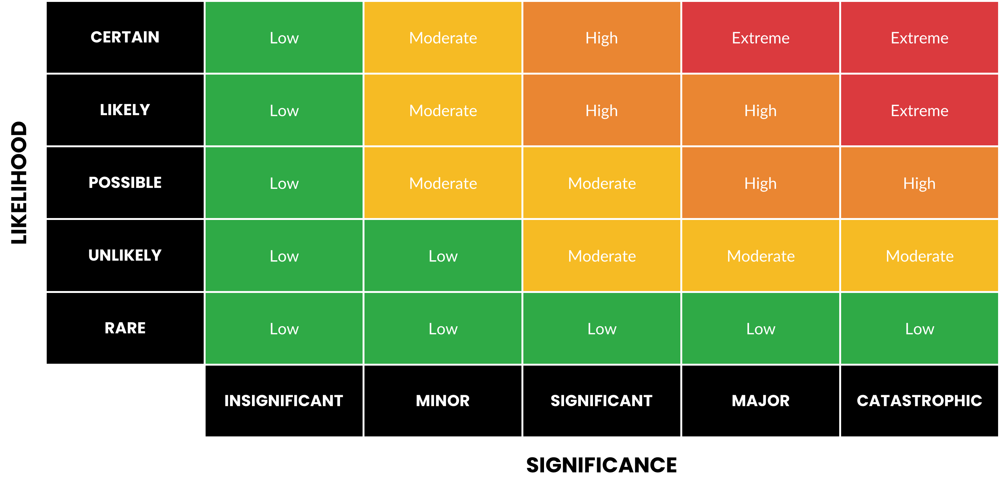 LIKELIHOOD
CERTAIN Low Moderate High Extreme Extreme
LIKELY Low Moderate High High Extreme
POSSIBLE Low Moderate Moderate High High
UNLIKELY Low Low Moderate Moderate Moderate
RARE Low Low Low Low Low
INSIGNIFICANT MINOR SIGNIFICANT MAJOR CATASTROPHIC
SIGNIFICANCE